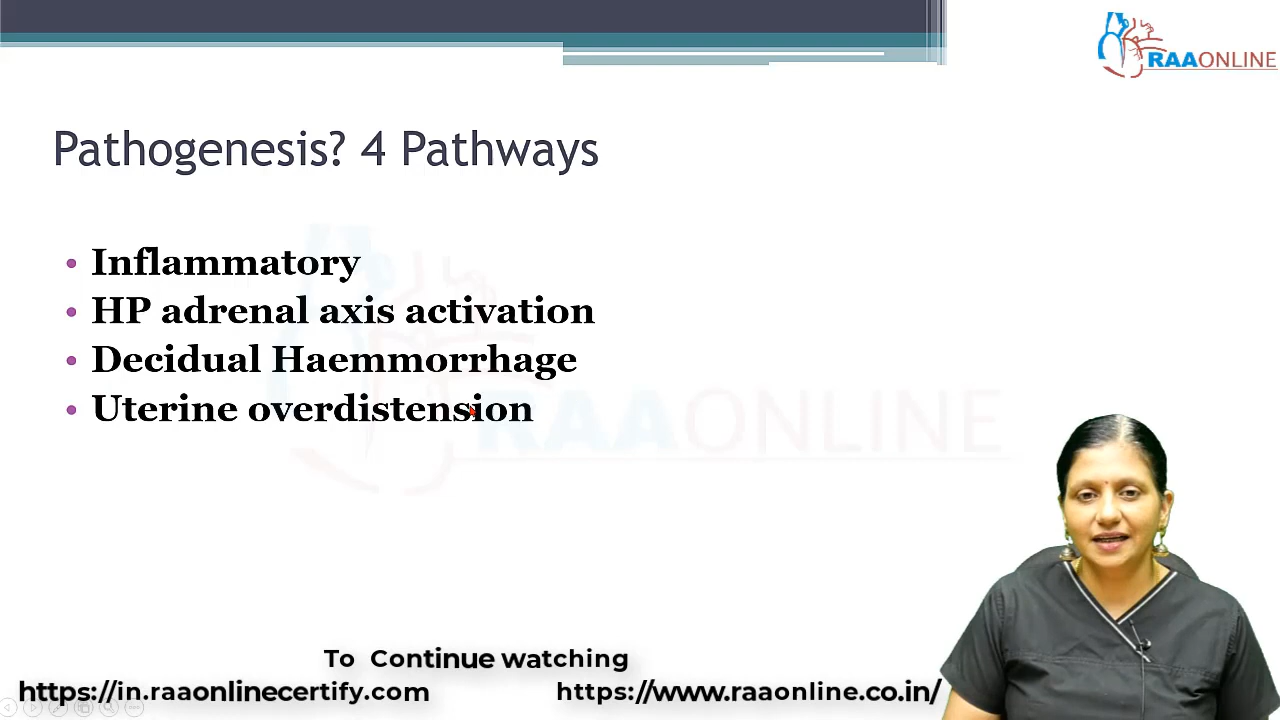 RAAONLINE
Pathogenesis? 4 Pathways
• Inflammatory
• HP adrenal axis activation
• Decidual Haemmorrhage
• Uterine overdistension
RAAONLINE
To Continue watching
https://in.raaonlinecertify.com https://www.raaonline.co.in/